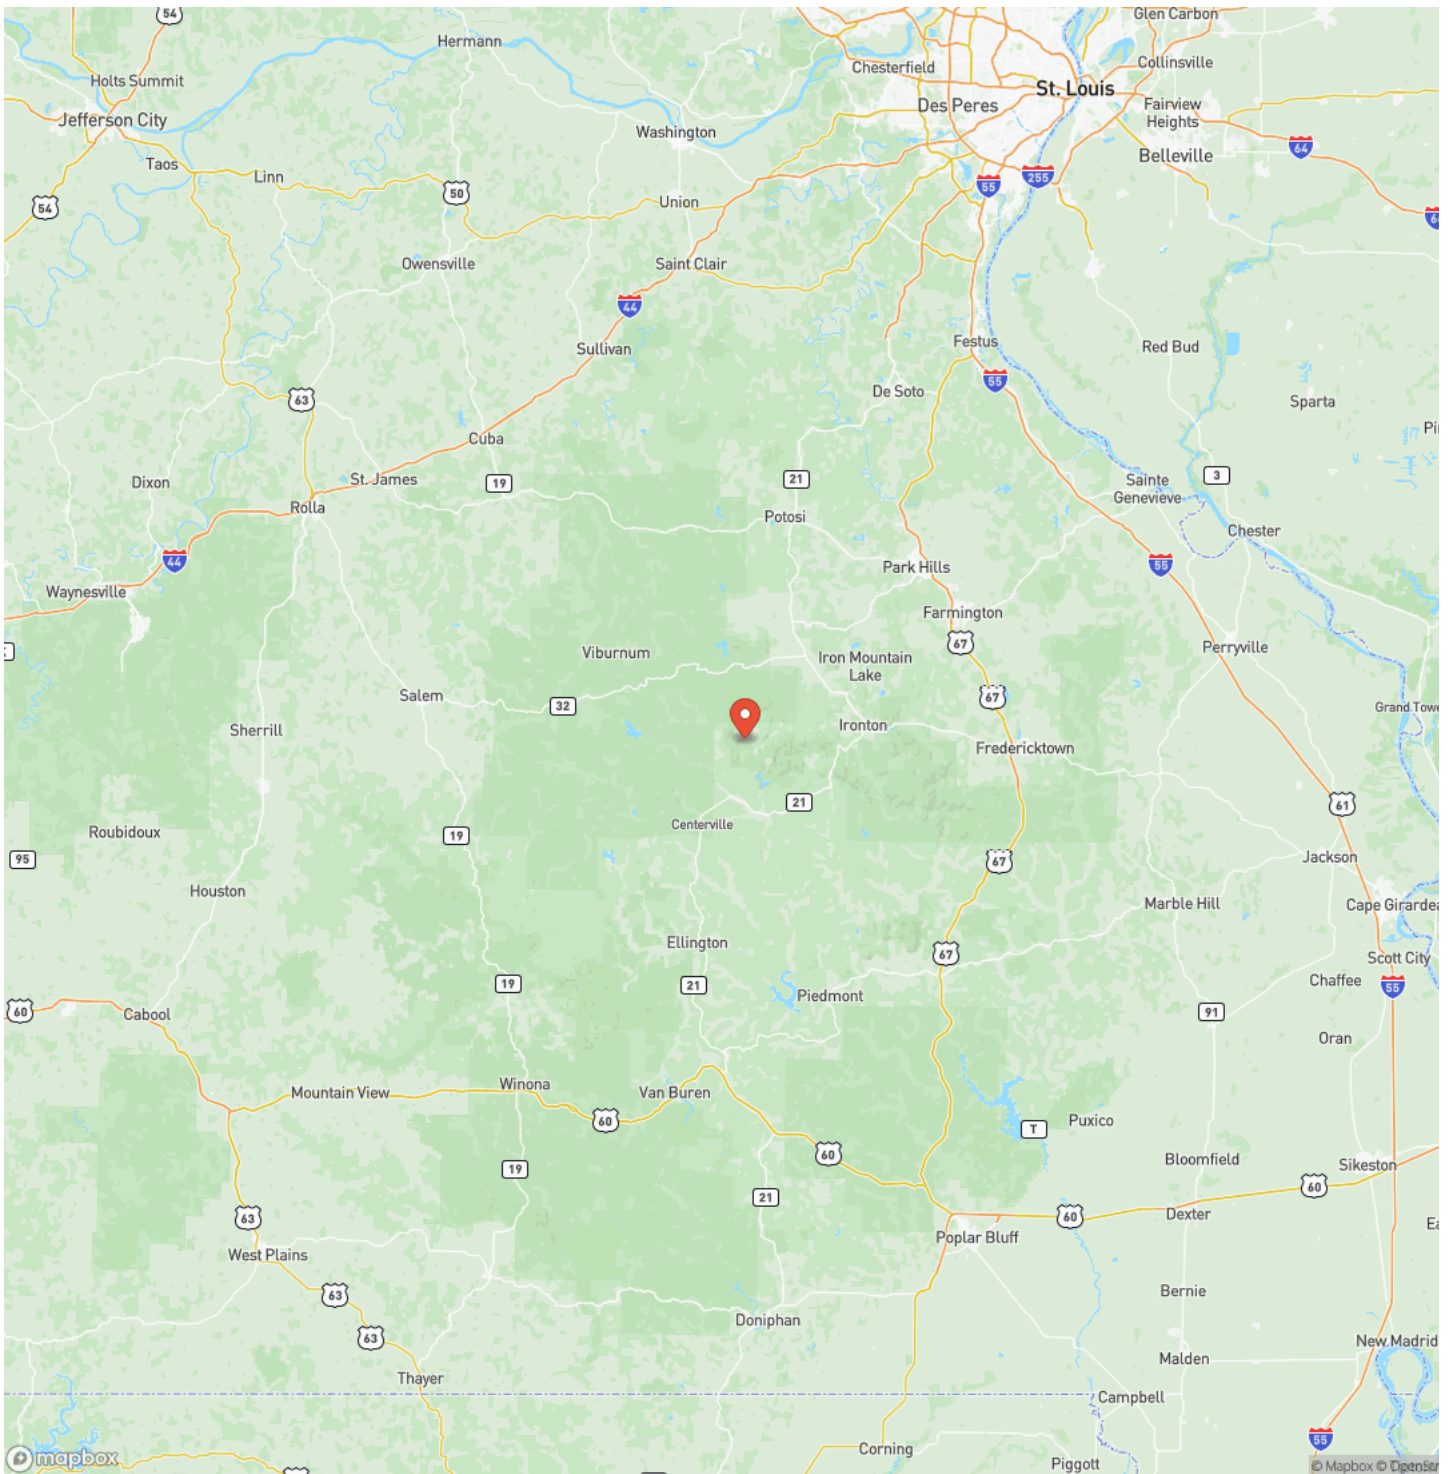 54
Glen Carbon
Hermann
Collinsville
Chesterfield
Holts Summit
St. Louis
Des Peres
Fairview
Heights
Jefferson City
Washington
64
Belleville
Taos
Linn
255
55
50
Union
54
Owensville
Saint Clair
44
Festus
Red Bud
Sullivan
55
De Soto
63
Sparta
Cuba
21
3
Dixon
St. James
19
Sainte
Genevieve
Rolla
Potosi
Chester
44
Park Hills
55
Waynesville
Farmington
67
Perryville
Viburnum
Iron Mountain
Lake
Salem
67
32
Grand Towe
Sherrill
Ironton
Fredericktown
21
61
Centerville
Roubidoux
19
95
67
Jackson
Houston
Marble Hill
Cape Girardea
Ellington
67
Scott City
19
21
Chaffee
55
Piedmont
60
Cabool
91
Oran
Winona
Mountain View
Van Buren
60
Puxico
T
60
Bloomfield
Sikeston
19
21
60
63
60
Dexter
Poplar Bluff
West Plains
63
Bernie
Doniphan
63
New Madrid
Malden
Thayer
Campbell
55
Corning
mapbox
Piggott
© Mapbox ©